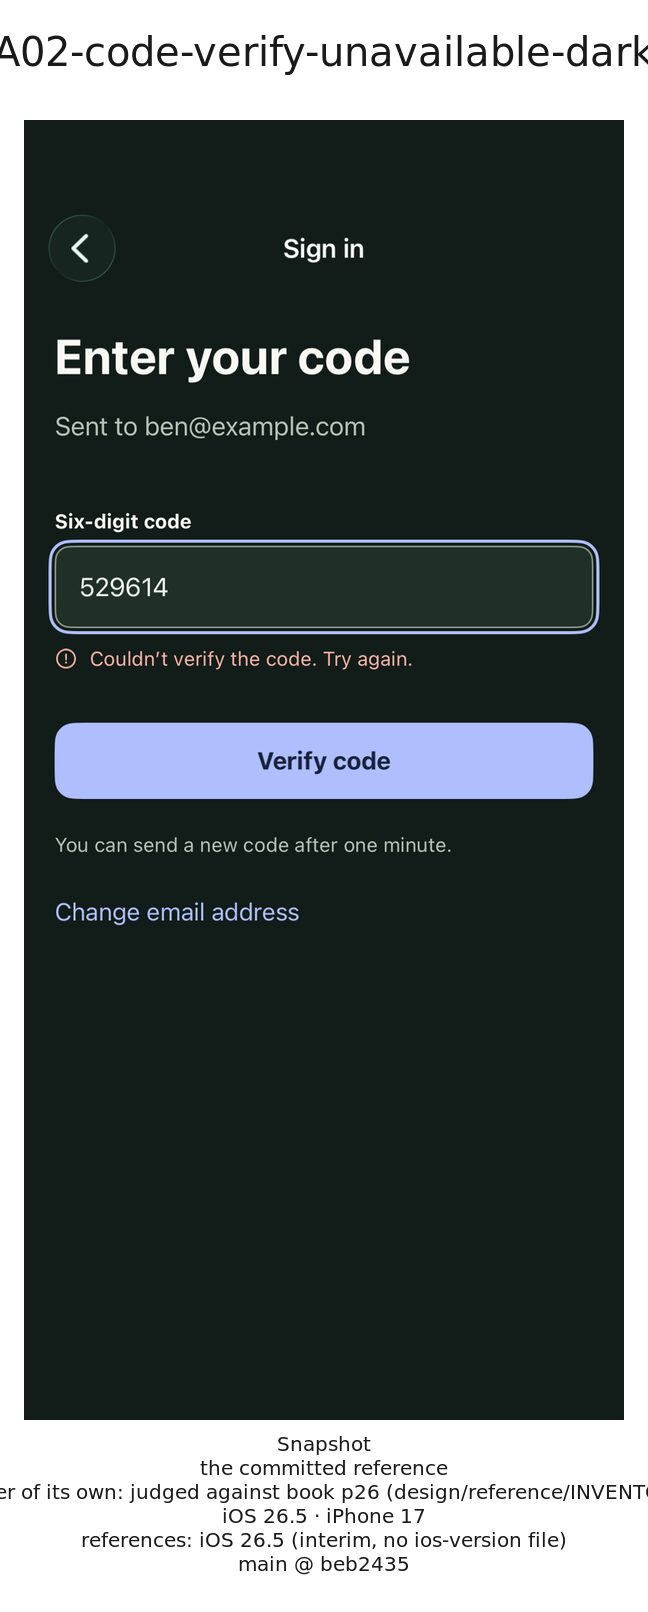 A02-code-verify-unavailable-dark
Sign in
Enter your code
Sent to ben@example.com
Six-digit code
529614
Couldn’t verify the code. Try again.
Verify code
You can send a new code after one minute.
Change email address
Snapshot
the committed reference
of its own: judged against book p26 (design/reference/
iOS 26.5 · iPhone 17
references: iOS 26.5 (interim, no ios-version file)
main @ beb2435